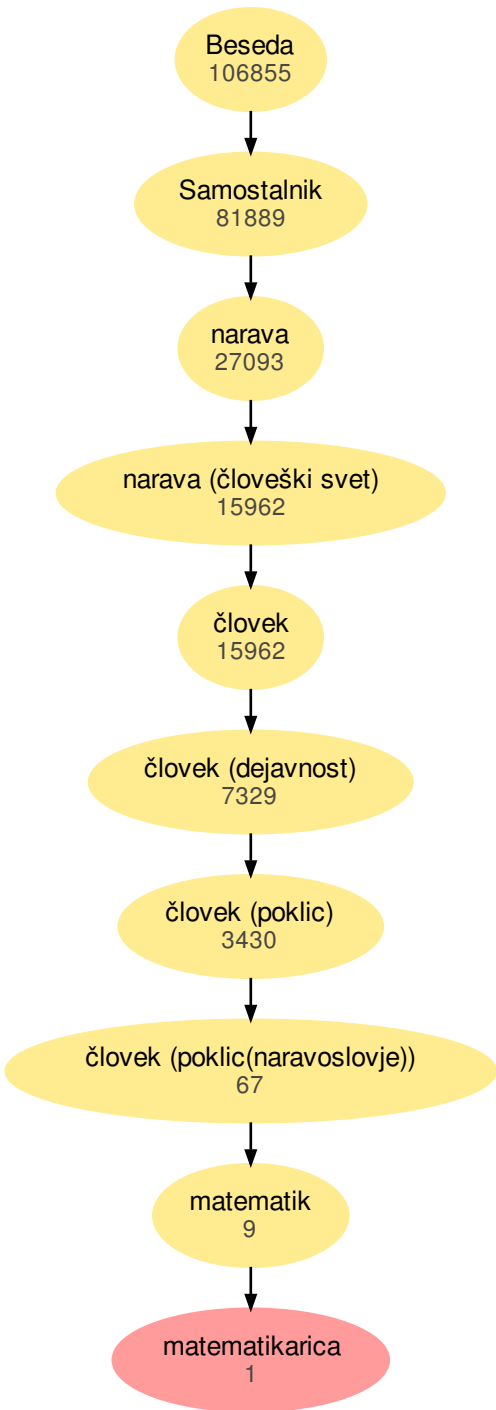 Beseda
106855
Samostalnik
81889
narava
27093
narava (človeški svet)
15962
človek
15962
človek (dejavnost)
7329
človek (poklic)
3430
človek (poklic(naravoslovje))
67
matematik
9
matematikarica
1